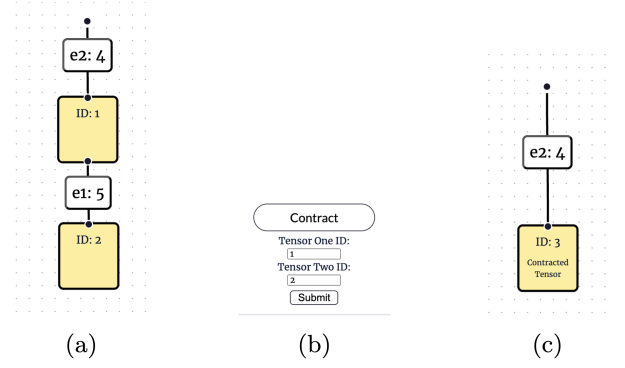 e2: 4
ID: 1
e1: 5
ID: 2
(a)
Contract
Tensor One ID:
1
Tensor Two ID:
2
Submit
(b)
e2: 4
ID: 3
Contracted
Tensor
(c)